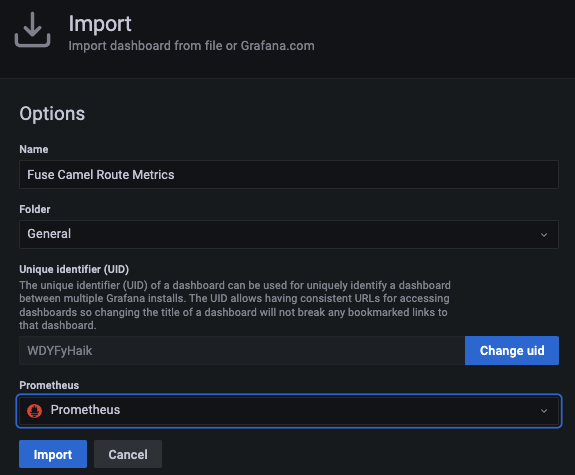 Import
Import dashboard from file or Grafana.com
Options
Name
Fuse Camel Route Metrics
Folder
General
Unique identifier (UID)
The unique identifier (UID) of a dashboard can be used for uniquely identify a dashboard
between multiple Grafana installs. The UID allows having consistent URLs for accessing
dashboards so changing the title of a dashboard will not break any bookmarked links to
that dashboard.
WDYFyHaik
Change uid
Prometheus
Prometheus
Import
Cancel